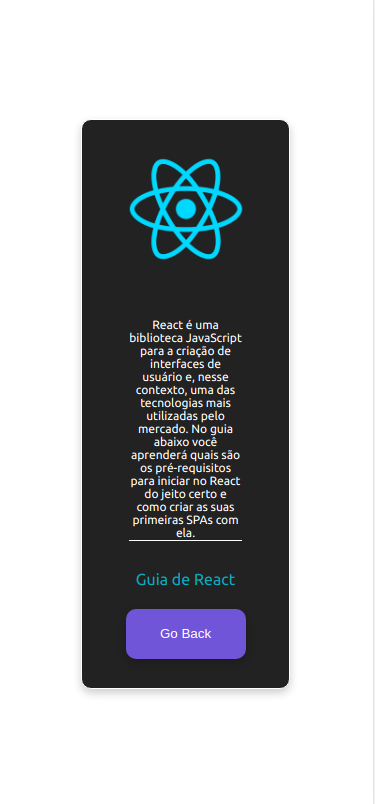 React é uma
biblioteca JavaScript
para a criação de
interfaces de
usuário e, nesse
contexto, uma das
tecnologias mais
utilizadas pelo
mercado. No guia
abaixo você
aprenderá quais são
os pré-requisitos
para iniciar no React
do jeito certo e
como criar as suas
primeiras SPAs com
ela.
Guia de React
Go Back